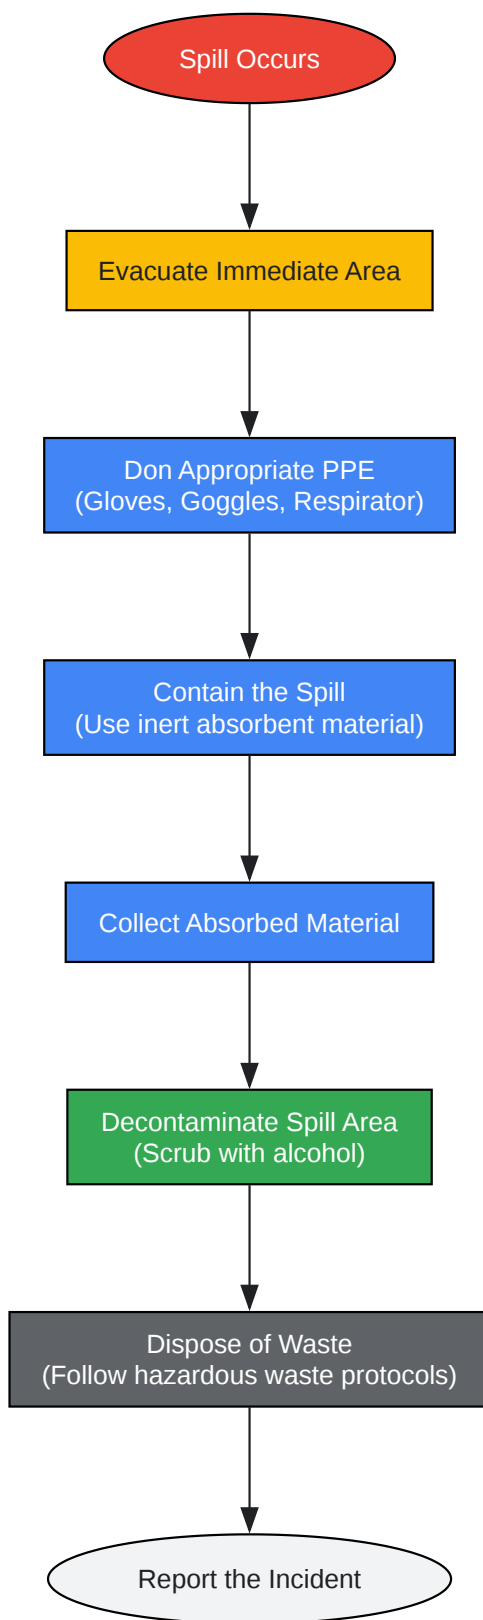 Spill Occurs
Evacuate Immediate Area
Don Appropriate PPE
(Gloves, Goggles, Respirator)
Contain the Spill
(Use inert absorbent material)
Collect Absorbed Material
Decontaminate Spill Area
(Scrub with alcohol)
Dispose of Waste
(Follow hazardous waste protocols)
Report the Incident